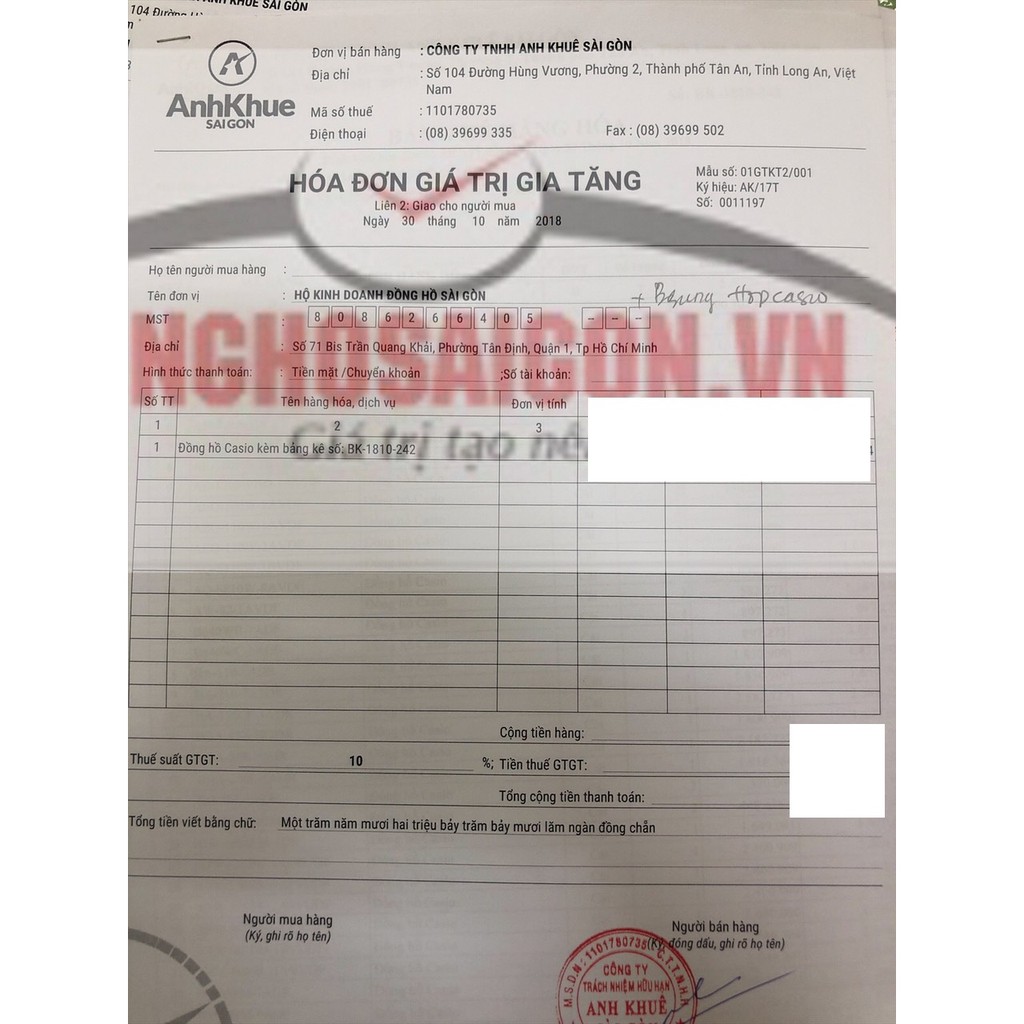 ANH KHUÊ SÀI GÒN
104 Đường
AnhKhue
SAIGON
Đơn vị bán hàng : CÔNG TY TNHH ANH KHUÊ SÀI GÒN
Địa chỉ : Số 104 Đường Hùng Vương, Phường 2, Thành phố Tân An, Tỉnh Long An, Việt
Nam
Mã số thuế : 1101780735
Điện thoại : (08) 39699 335 Fax : (08) 39699 502
HÓA ĐƠN GIÁ TRỊ GIA TĂNG
Liên 2: Giao cho người mua
Ngày 30 tháng 10 năm 2018
Mẫu số: 01GTKT2/001
Ký hiệu: AK/17T
Số: 0011197
Họ tên người mua hàng :
Tên đơn vị : HỘ KINH DOANH ĐỒNG HỒ SÀI GÒN
MST : 8 0 8 6 2 6 6 4 0 5 – – –
Địa chỉ : Số 71 Bis Trần Quang Khải, Phường Tân Định, Quận 1, Tp Hồ Chí Minh
NGHOSAIGON.VN
Hình thức thanh toán: : Tiền mặt /Chuyển khoản ;Số tài khoản:
Số TT Tên hàng hóa, dịch vụ Đơn vị tính
1 2 3
Giá trị tạo
1 Đồng hồ Casio kèm bảng kê số: BK-1810-242
Cộng tiền hàng:
Thuế suất GTGT: 10 %; Tiền thuế GTGT:
Tổng cộng tiền thanh toán:
Tổng tiền viết bằng chữ: Một trăm năm mươi hai triệu bảy trăm bảy mươi lăm ngàn đồng chẵn
Người mua hàng
(Ký, ghi rõ họ tên)
Người bán hàng
(Ký, đóng dấu, ghi rõ họ tên)
M.S.D.N: 1101780735 C.T.T.N.H.H
CÔNG TY
TRÁCH NHIỆM HỮU HẠN
ANH KHUÊ